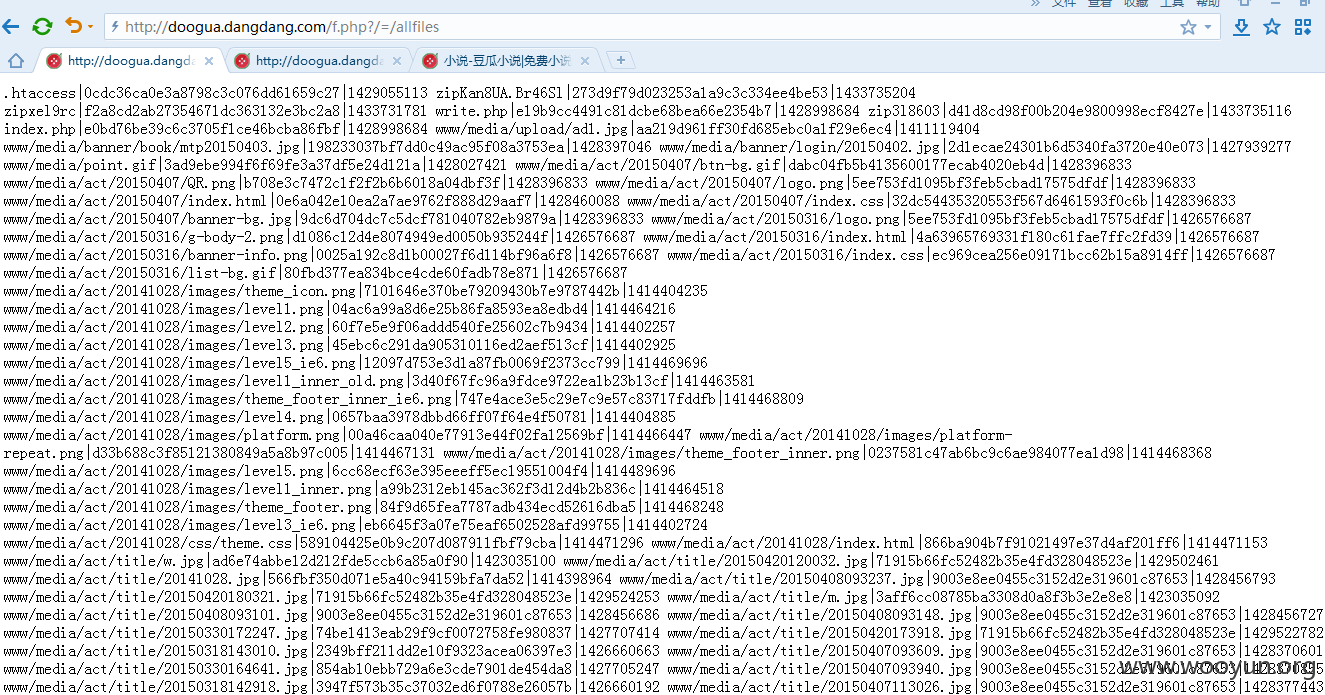 文件 查看 收藏 工具 帮助
http://doogua.dangdang.com/f.php?/=/allfiles
http://doogua.dangd http://doogua.dangd 小说-豆瓜小说|免费小说
.htaccess|0cdc36ca0e3a8798c3c076dd61659c27|1429055113 zipKan8UA.Br46Sl|273d9f79d023253a1a9c3c334ee4be53|1433735204
zipxel9rc|f2a8cd2ab27354671dc363132e3bc2a8|1433731781 write.php|e19b9cc4491c81dcbe68bea66e2354b7|1428998684 zip318603|d41d8cd98f00b204e9800998ecf8427e|1433735116
index.php|e0bd76be39c6c3705f1ce46bcba86fbf|1428998684 www/media/upload/ad1.jpg|aa219d961ff30fd685ebc0a1f29e6ec4|1411119404
www/media/banner/book/mtp20150403.jpg|198233037bf7dd0c49ac95f08a3753ea|1428397046 www/media/banner/login/20150402.jpg|2d1ecae24301b6d5340fa3720e40e073|1427939277
www/media/point.gif|3ad9ebe994f6f69fe3a37f3a5e24d121a|1428027421 www/media/act/20150407/btn-bg.gif|dabc04fb5b4135600177ecab4020eb4d|1428396833
www/media/act/20150407/QR.png|b708e3c7472c1f2f2b6b6018a04dbf3f|1428396833 www/media/act/20150407/logo.png|5ee753fd1095bf3feb5cbad17575dfdf|1428396833
www/media/act/20150407/index.html|0e6a042e10ea2a7ae9762f888d29aaf7|1428460088 www/media/act/20150407/index.css|32dc54435320553f567d6461593f0c6b|1428396833
www/media/act/20150407/banner-bg.jpg|9dc6d704dc7c5dcf781040782eb9879a|1428396833 www/media/act/20150316/logo.png|5ee753fd1095bf3feb5cbad17575dfdf|1426576687
www/media/act/20150316/g-body-2.png|d1086c12d4e8074949ed0050b935244f|1426576687 www/media/act/20150316/index.html|4a63965769331f180c61fae7ffc2fd39|1426576687
www/media/act/20150316/banner-info.png|0025a192c8d1b00027f6d114bf96a6f8|1426576687 www/media/act/20150316/index.css|ec969cea256e09171bcc62b15a8914ff|1426576687
www/media/act/20150316/list-bg.gif|80fbd377ea834bce4cde60fadb78e871|1426576687
www/media/act/20141028/images/theme_icon.png|7101646e370be79209430b7e9787442b|1414404235
www/media/act/20141028/images/level1.png|04ac6a99a8d6e25b86fa8593ea8edbd4|1414464216
www/media/act/20141028/images/level2.png|60f7e5e9f06addd540fe25602c7b9434|1414402257
www/media/act/20141028/images/level3.png|45ebc6c291da905310116ed2aef513cf|1414402925
www/media/act/20141028/images/level5_ie6.png|12097d753e3d1a87fb0069f2373cc799|1414469696
www/media/act/20141028/images/level1_inner_old.png|3d40f67fc96a9fdce9722ea1b23b13cf|1414463581
www/media/act/20141028/images/theme_footer_inner_ie6.png|747e4ace3e5c29e7c9e57c83717fddfb|1414468809
www/media/act/20141028/images/level4.png|0657baa3978dbbd66ff07f64e4f50781|1414404885
www/media/act/20141028/images/platform.png|00a46caa040e77913e44f02fa12569bf|1414466447 www/media/act/20141028/images/platform-
repeat.png|d33b688c3f85121380849a5a8b97c005|1414467131 www/media/act/20141028/images/theme_footer_inner.png|0237581c47ab6bc9c6ae984077ea1d98|1414468368
www/media/act/20141028/images/level5.png|6cc68ecf63e395eeeff5ec19551004f4|1414489696
www/media/act/20141028/images/level1_inner.png|a99b2312eb145ac362f3d12d4b2b836c|1414464518
www/media/act/20141028/images/theme_footer.png|84f9d65fea7787adb434ecd52616dba5|1414468248
www/media/act/20141028/images/level3_ie6.png|eb6645f3a07e75eaf6502528afd99755|1414402724
www/media/act/20141028/css/theme.css|589104425e0b9c207d087911fbf79cba|1414471296 www/media/act/20141028/index.html|866ba904b7f91021497e37d4af201ff6|1414471153
www/media/act/title/w.jpg|ad6e74abbe12d212fde5ccb6a85a0f90|1423035100 www/media/act/title/20150420120032.jpg|71915b66fc52482b35e4fd328048523e|1429502461
www/media/act/title/20141028.jpg|566fbf350d071e5a40c94159bfa7da52|1414398964 www/media/act/title/20150408093237.jpg|9003e8ee0455c3152d2e319601c87653|1428456793
www/media/act/title/20150420180321.jpg|71915b66fc52482b35e4fd328048523e|1429524253 www/media/act/title/m.jpg|3aff6cc08785ba3308d0a8f3b3e2e8e8|1423035092
www/media/act/title/20150408093101.jpg|9003e8ee0455c3152d2e319601c87653|1428456686 www/media/act/title/20150408093148.jpg|9003e8ee0455c3152d2e319601c87653|1428456727
www/media/act/title/20150330172247.jpg|74be1413eab29f9cf0072758fe980837|1427707414 www/media/act/title/20150420173918.jpg|71915b66fc52482b35e4fd328048523e|1429522782
www/media/act/title/20150318143010.jpg|2349bff211dd2e10f9323acea06397e3|1426660663 www/media/act/title/20150407093609.jpg|9003e8ee0455c3152d2e319601c87653|1428370601
www/media/act/title/20150330164641.jpg|854ab10ebb729a6e3cde7901de454da8|1427705247 www/media/act/title/20150407093940.jpg|9003e8ee0455c3152d2e319601c87653
www/media/act/title/20150318142918.jpg|3947f573b35c37032ed6f0788e26057b|1426660192 www/media/act/title/20150407113026.jpg|9003e8ee0455c3152d2e319601c87653|1428377443
www.wooyun.org